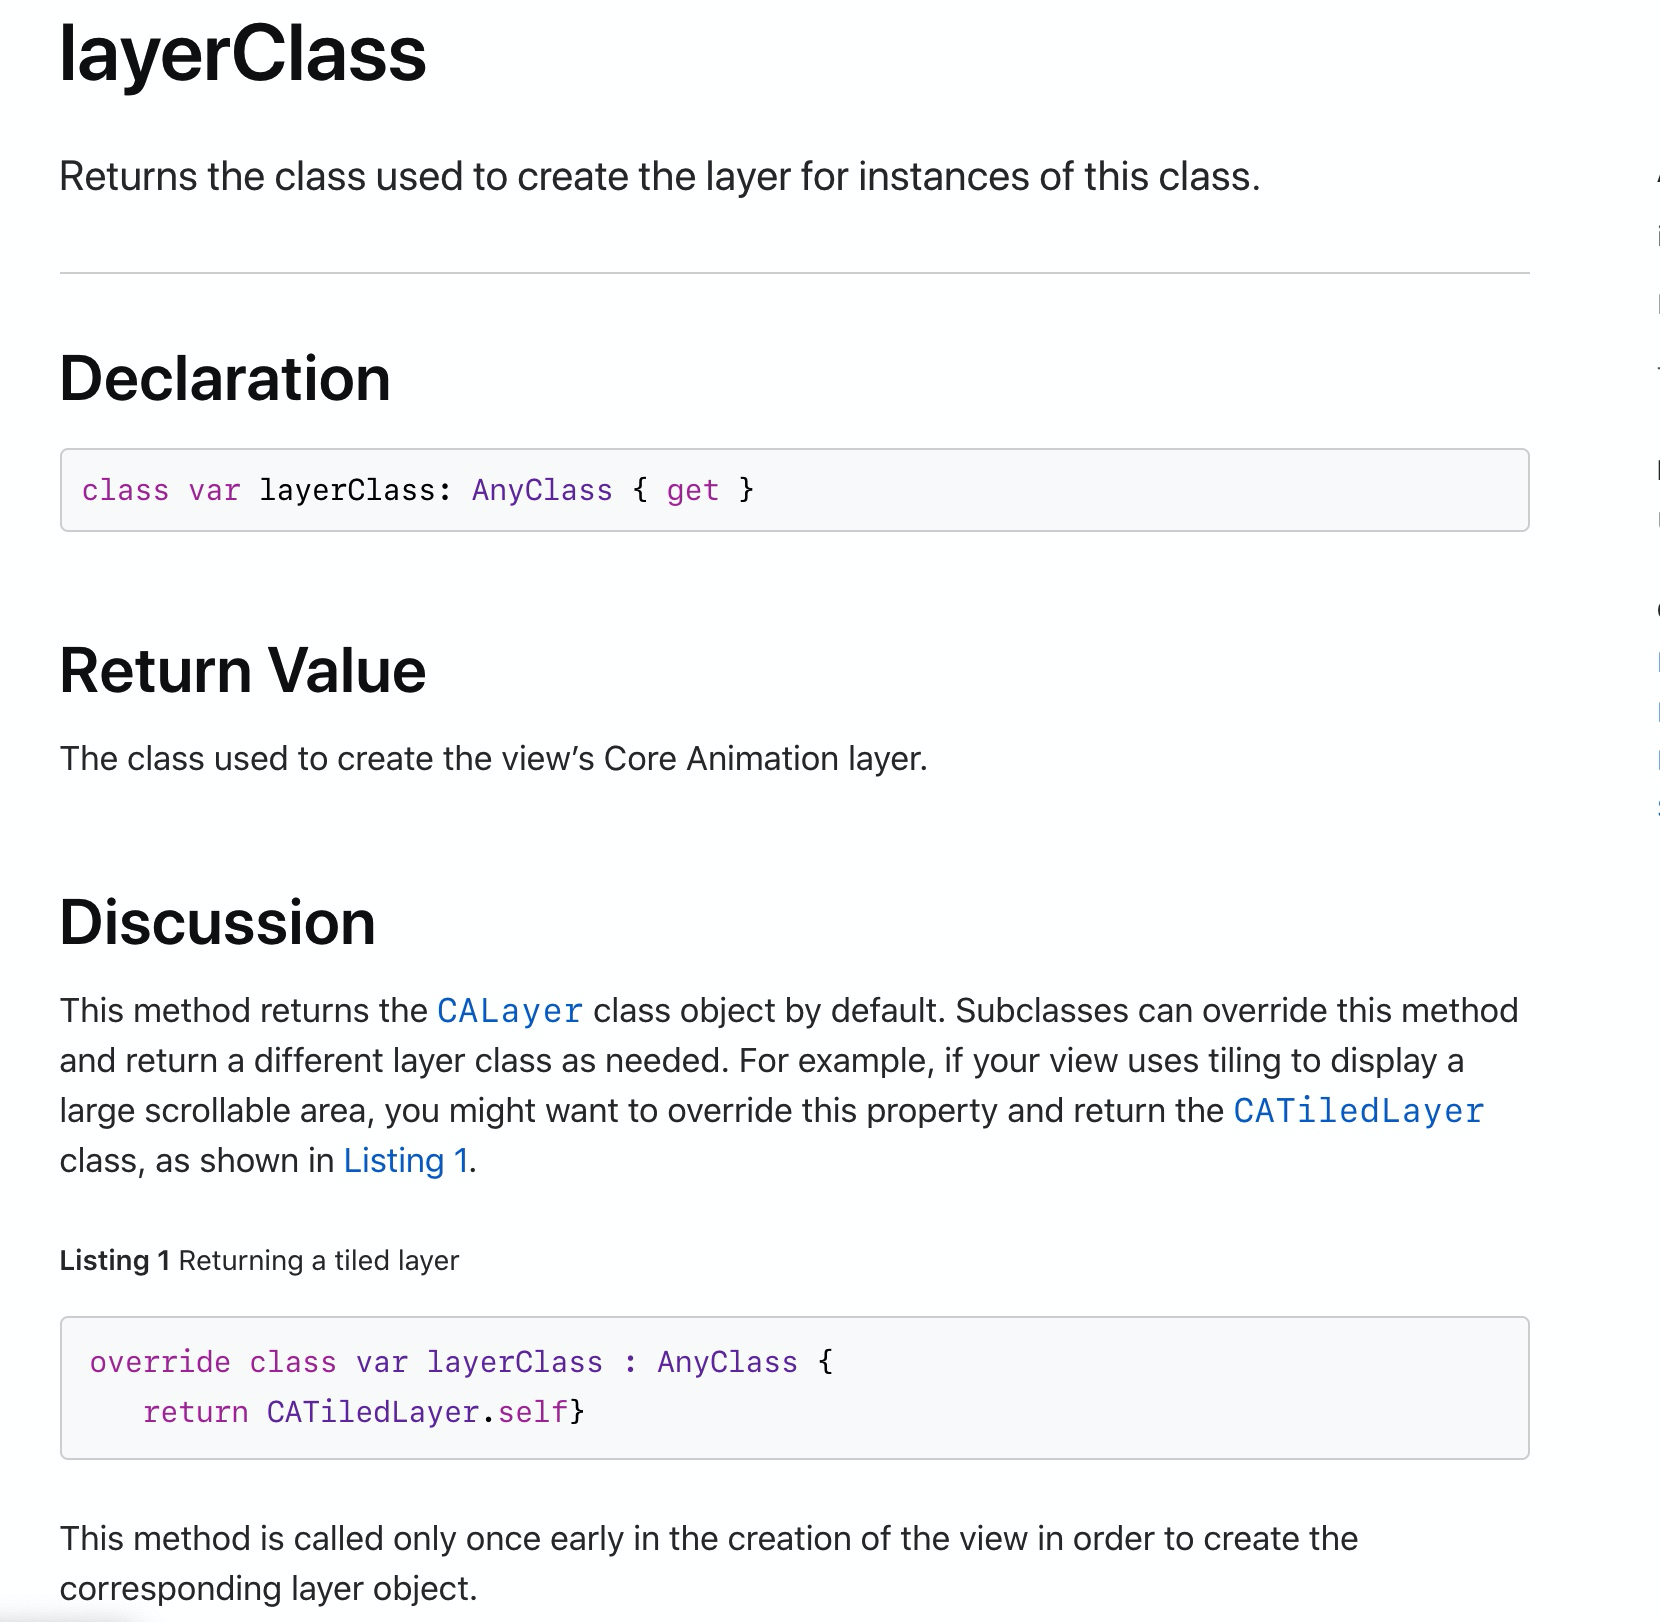 layerClass
Returns the class used to create the layer for instances of this class.
Declaration
class var layerClass: AnyClass { get }
Return Value
The class used to create the view’s Core Animation layer.
Discussion
This method returns the CALayer class object by default. Subclasses can override this method
and return a different layer class as needed. For example, if your view uses tiling to display a
large scrollable area, you might want to override this property and return the CATiledLayer
class, as shown in Listing 1.
Listing 1 Returning a tiled layer
override class var layerClass : AnyClass {
return CATiledLayer.self}
This method is called only once early in the creation of the view in order to create the
corresponding layer object.